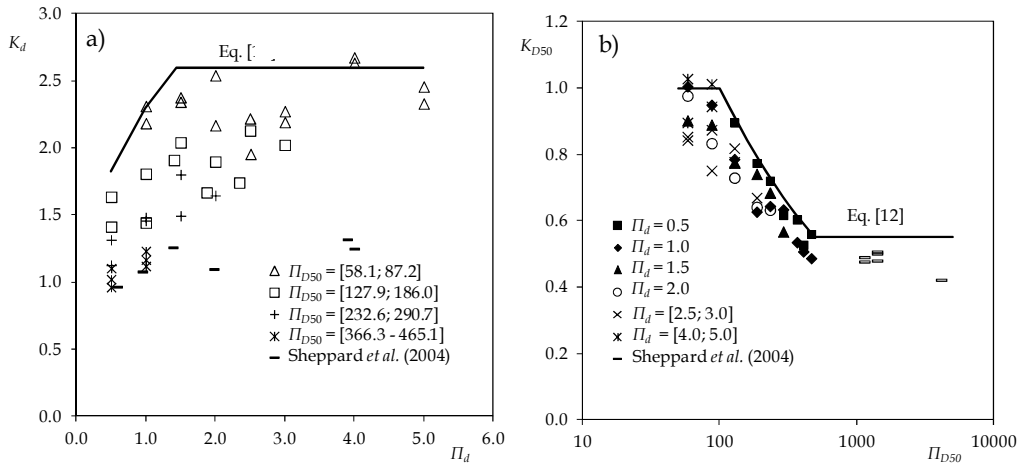 K_d
a)
Eq. [1
3.0
2.5
2.0
1.5
1.0
0.5
0.0
Π_D50 = [58.1; 87.2]
Π_D50 = [127.9; 186.0]
Π_D50 = [232.6; 290.7]
Π_D50 = [366.3 - 465.1]
Sheppard et al. (2004)
0.0 1.0 2.0 3.0 4.0 5.0 6.0
Π_d
K_D50
b)
1.2
1.0
0.8
0.6
0.4
0.2
0.0
Eq. [12]
Π_d = 0.5
Π_d = 1.0
Π_d = 1.5
Π_d = 2.0
Π_d = [2.5; 3.0]
Π_d = [4.0; 5.0]
Sheppard et al. (2004)
10 100 1000 10000
Π_D50